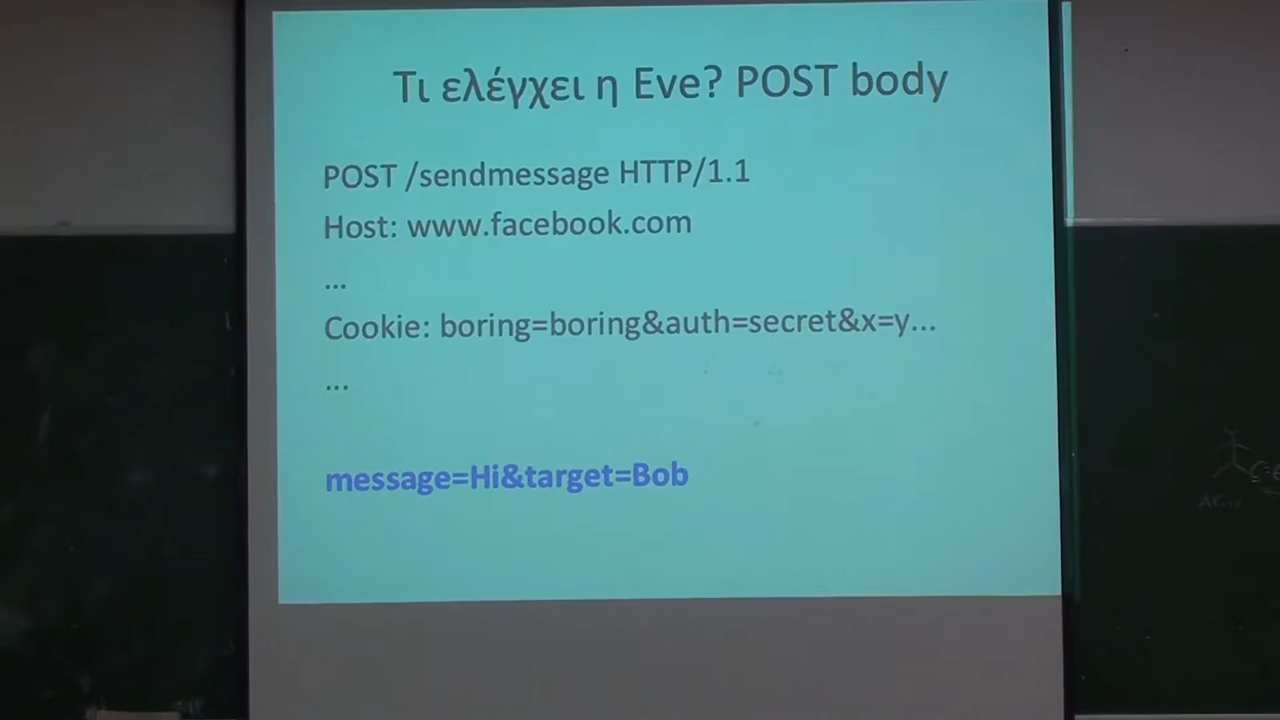 Τι ελέγχει η Eve? POST body
POST /sendmessage HTTP/1.1
Host: www.facebook.com
...
Cookie: boring=boring&auth=secret&x=y...
...
message=Hi&target=Bob